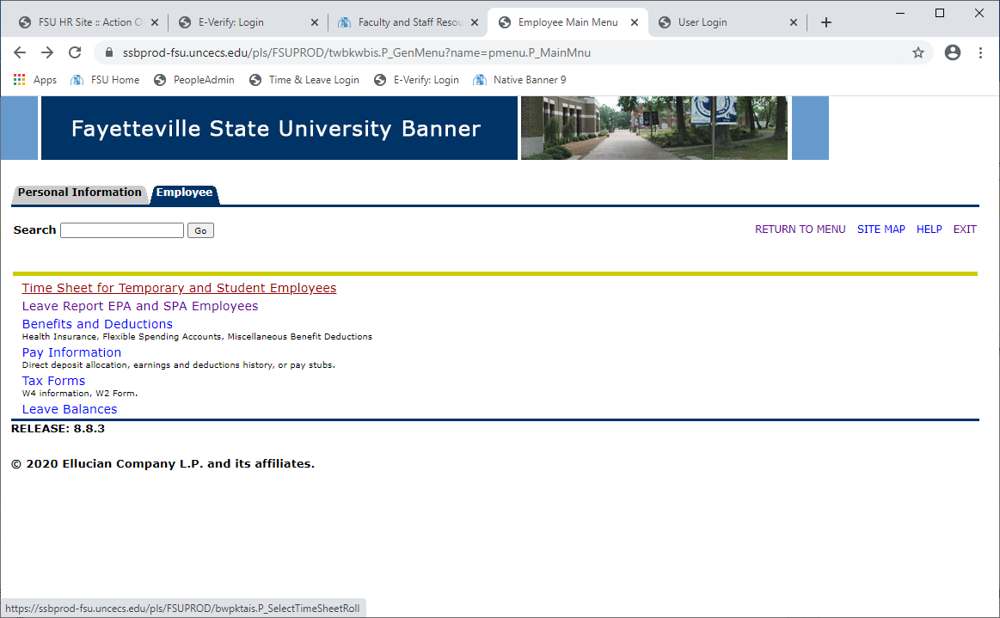 FSU HR Site :: Action O
E-Verify: Login
Faculty and Staff Resou
Employee Main Menu
User Login
ssbprod-fsu.uncecs.edu/pls/FSUPROD/twbkwbis.P_GenMenu?name=pmenu.P_MainMnu
Apps FSU Home PeopleAdmin Time & Leave Login E-Verify: Login Native Banner 9
Fayetteville State University Banner
Personal Information Employee
Search Go RETURN TO MENU SITE MAP HELP EXIT
Time Sheet for Temporary and Student Employees
Leave Report EPA and SPA Employees
Benefits and Deductions
Health Insurance, Flexible Spending Accounts, Miscellaneous Benefit Deductions
Pay Information
Direct deposit allocation, earnings and deductions history, or pay stubs.
Tax Forms
W4 information, W2 Form.
Leave Balances
RELEASE: 8.8.3
© 2020 Ellucian Company L.P. and its affiliates.
https://ssbprod-fsu.uncecs.edu/pls/FSUPROD/bwpktais.P_SelectTimeSheetRoll